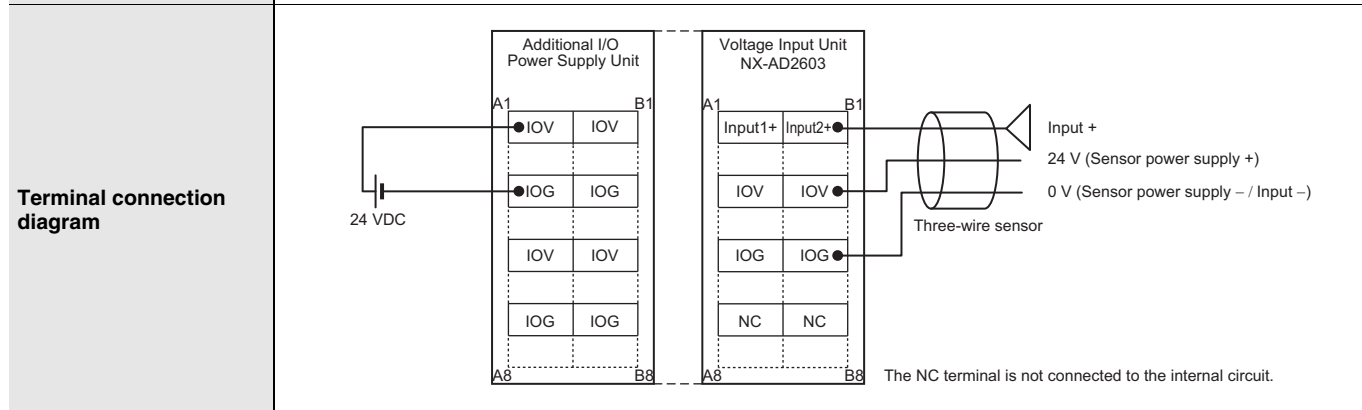 Terminal connection
diagram
Additional I/O
Power Supply Unit
A1 B1
IOV IOV
IOG IOG
IOV IOV
IOG IOG
A8 B8
24 VDC
Voltage Input Unit
NX-AD2603
A1 B1
Input1+ Input2+
IOV IOV
IOG IOG
NC NC
A8 B8
Input +
24 V (Sensor power supply +)
0 V (Sensor power supply − / Input −)
Three-wire sensor
The NC terminal is not connected to the internal circuit.